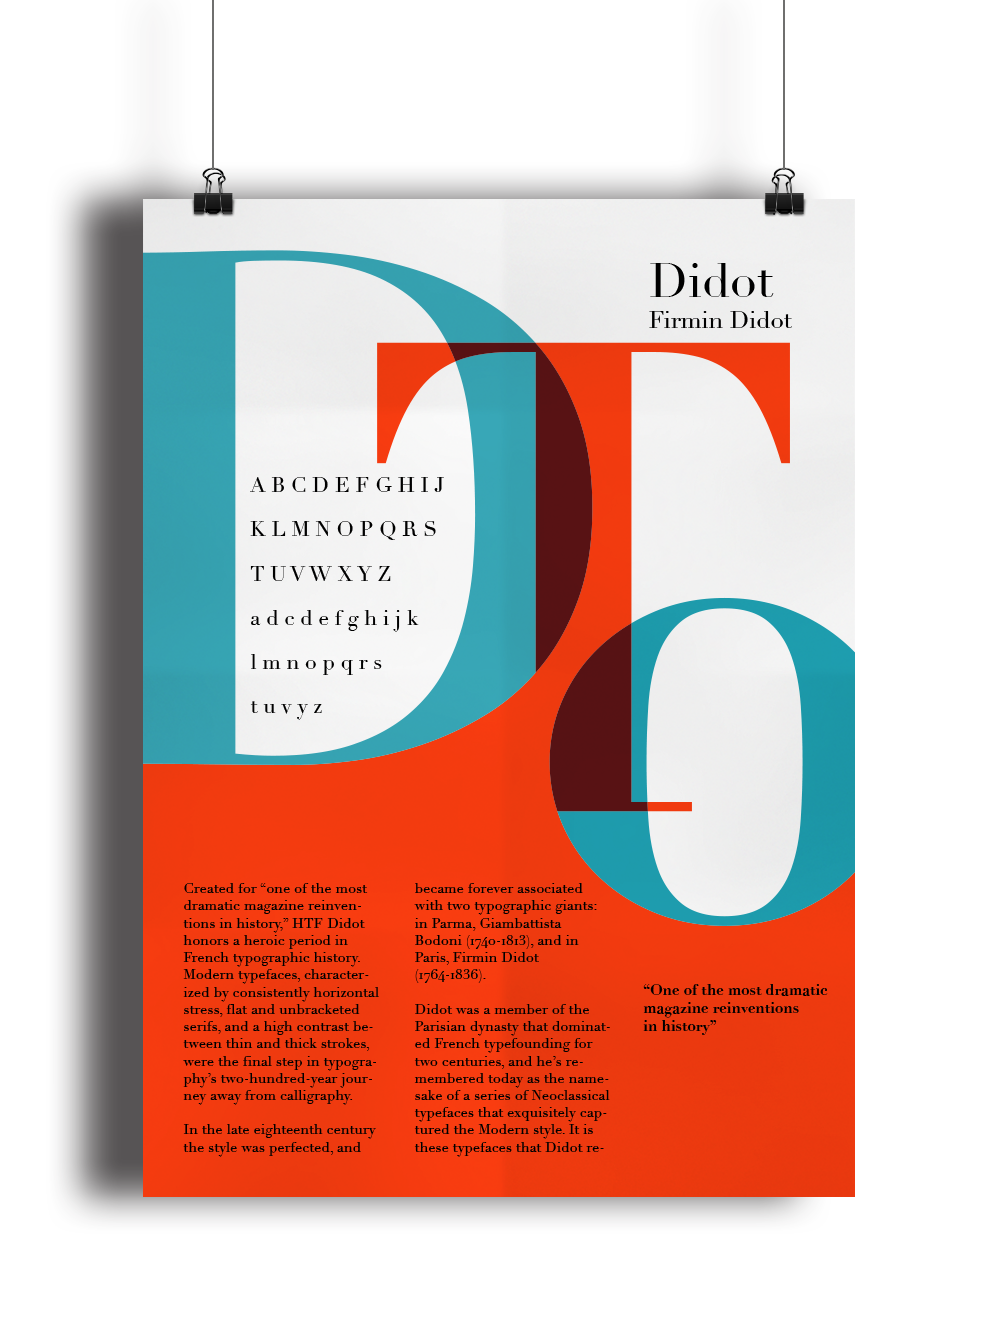 Didot
Firmin Didot
D
T
o
A B C D E F G H I J
K L M N O P Q R S
T U V W X Y Z
a d c d e f g h i j k
l m n o p q r s
t u v y z
Created for “one of the most
dramatic magazine reinven-
tions in history,” HTF Didot
honors a heroic period in
French typographic history.
Modern typefaces, character-
ized by consistently horizontal
stress, flat and unbracketed
serifs, and a high contrast be-
tween thin and thick strokes,
were the final step in typogra-
phy’s two-hundred-year jour-
ney away from calligraphy.
In the late eighteenth century
the style was perfected, and
became forever associated
with two typographic giants:
in Parma, Giambattista
Bodoni (1740-1813), and in
Paris, Firmin Didot
(1764-1836).
Didot was a member of the
Parisian dynasty that dominat-
ed French typefounding for
two centuries, and he’s re-
membered today as the name-
sake of a series of Neoclassical
typefaces that exquisitely cap-
tured the Modern style. It is
these typefaces that Didot re-
“One of the most dramatic
magazine reinventions
in history”